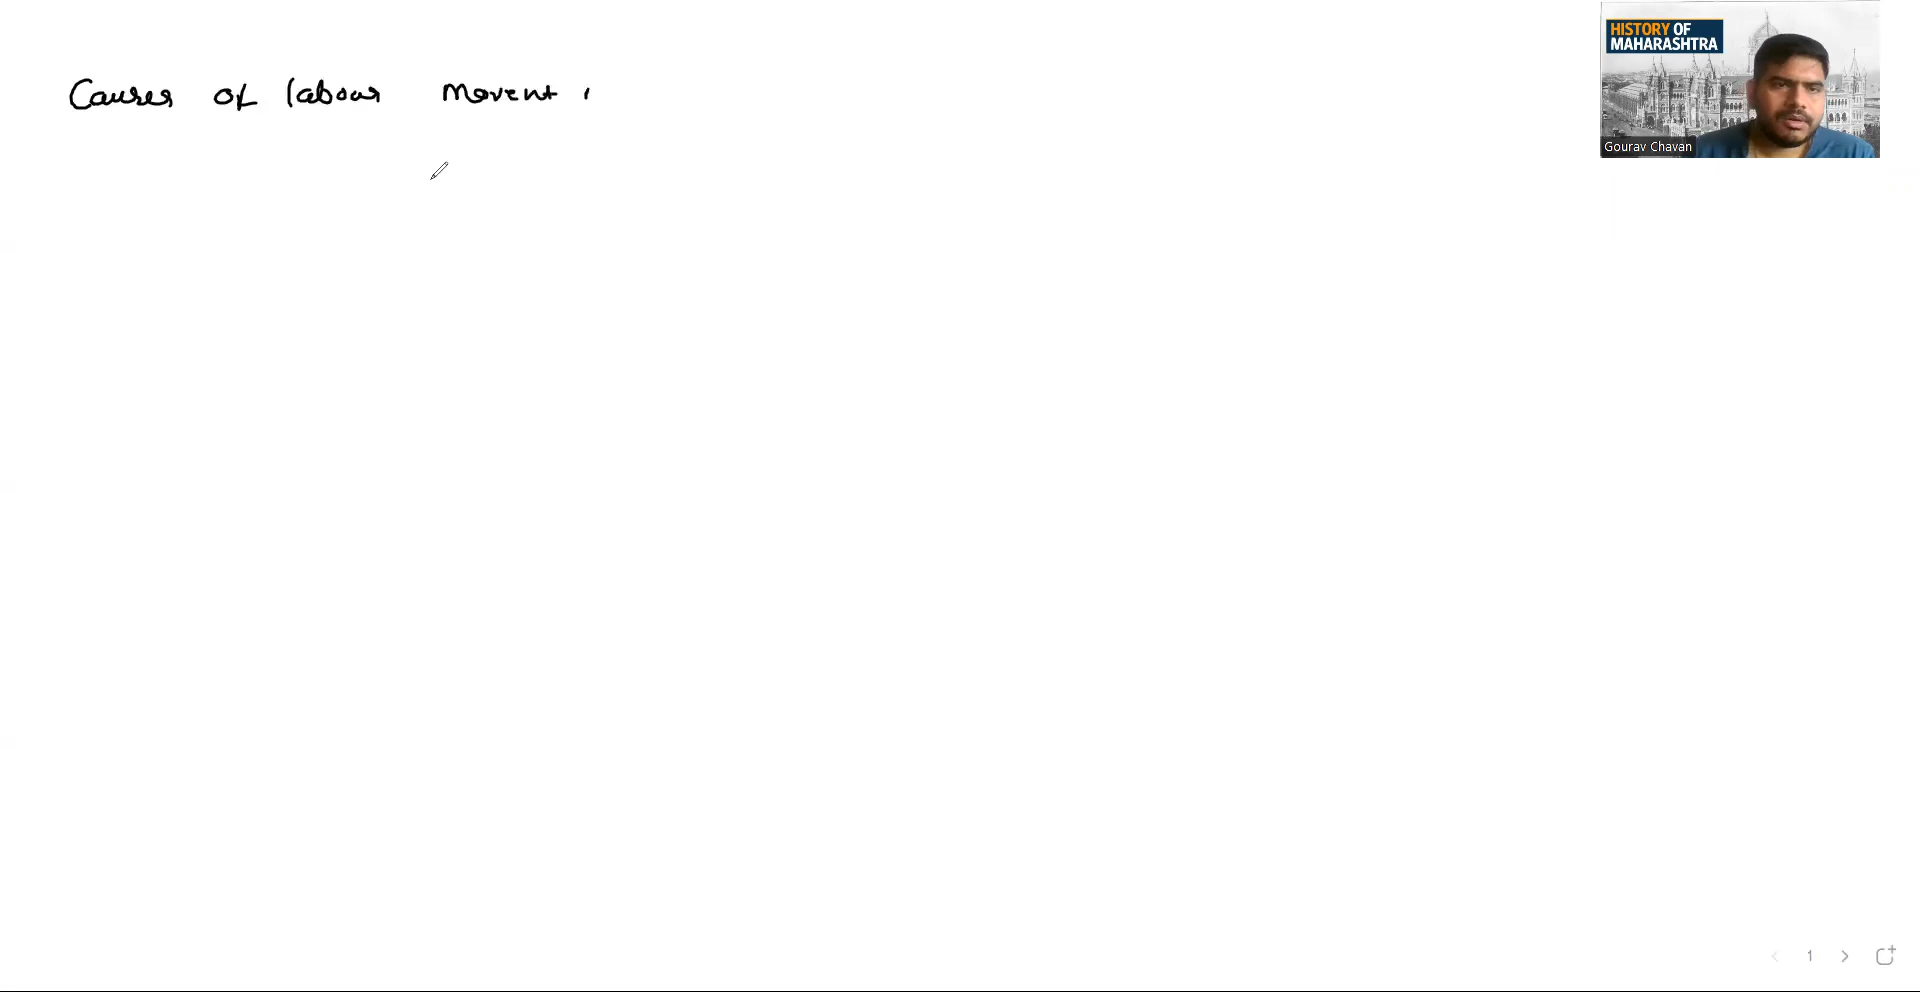 Causes of labour Movent
HISTORY OF
MAHARASHTRA
Gourav Chavan
1